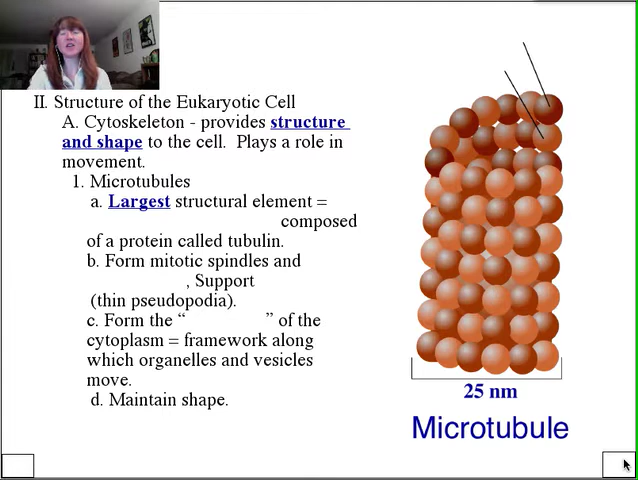 II. Structure of the Eukaryotic Cell
A. Cytoskeleton - provides structure
and shape to the cell. Plays a role in
movement.
1. Microtubules
a. Largest structural element =
composed
of a protein called tubulin.
b. Form mitotic spindles and
, Support
(thin pseudopodia).
c. Form the “ ” of the
cytoplasm = framework along
which organelles and vesicles
move.
d. Maintain shape.
25 nm
Microtubule